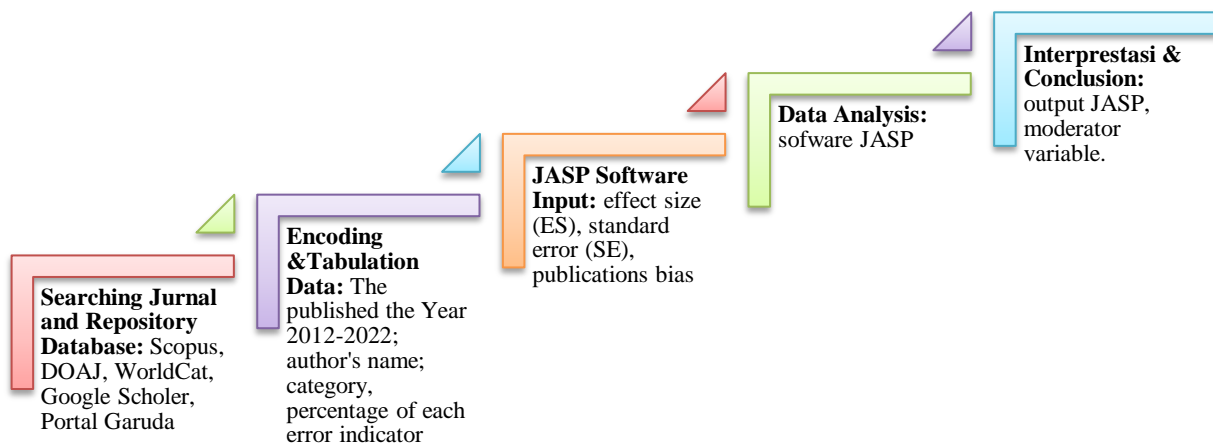 Searching Jurnal
and Repository
Database: Scopus,
DOAJ, WorldCat,
Google Scholer,
Portal Garuda
Encoding
&Tabulation
Data: The
published the Year
2012-2022;
author's name;
category,
percentage of each
error indicator
JASP Software
Input: effect size
(ES), standard
error (SE),
publications bias
Data Analysis:
sofware JASP
Interprestasi &
Conclusion:
output JASP,
moderator
variable.